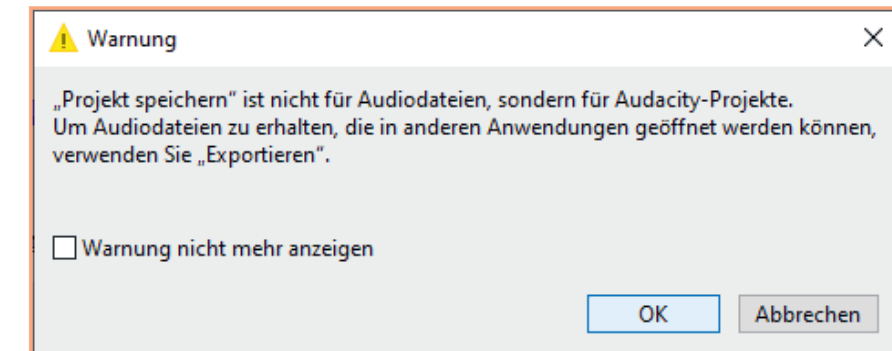 Warnung
„Projekt speichern“ ist nicht für Audiodateien, sondern für Audacity-Projekte.
Um Audiodateien zu erhalten, die in anderen Anwendungen geöffnet werden können,
verwenden Sie „Exportieren“.
Warnung nicht mehr anzeigen
OK Abbrechen